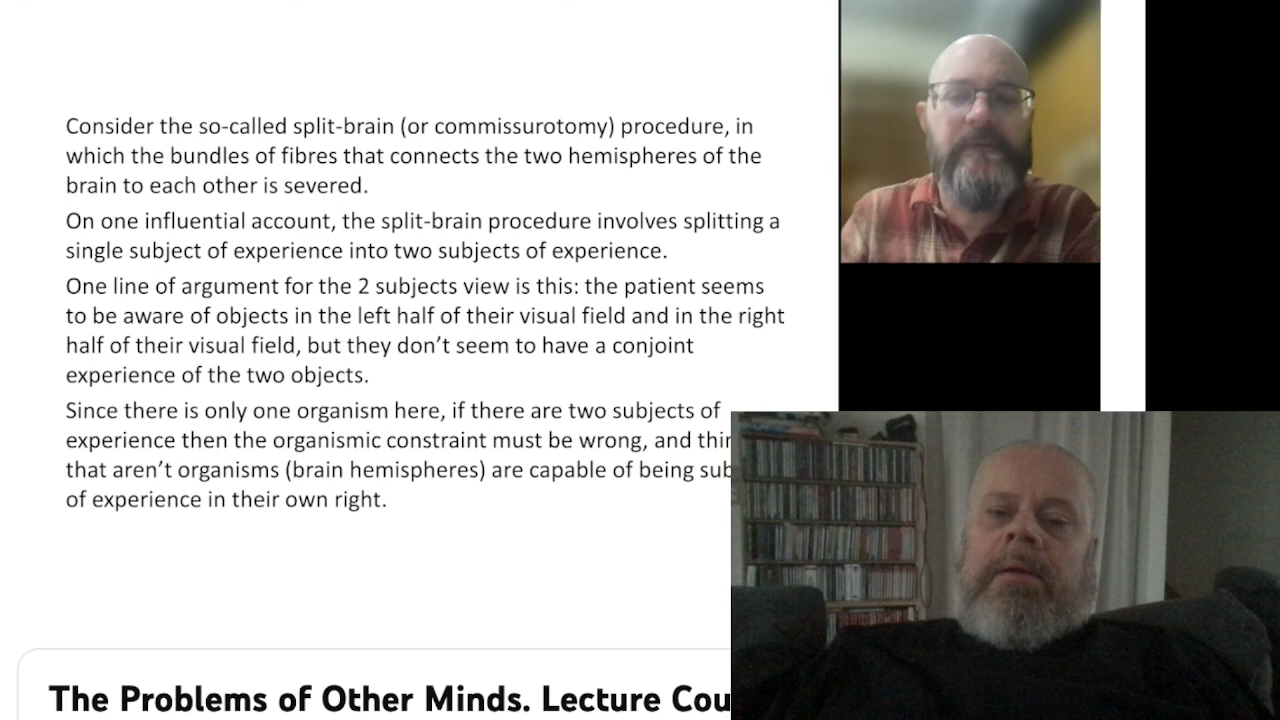 Consider the so-called split-brain (or commissurotomy) procedure, in
which the bundles of fibres that connects the two hemispheres of the
brain to each other is severed.
On one influential account, the split-brain procedure involves splitting a
single subject of experience into two subjects of experience.
One line of argument for the 2 subjects view is this: the patient seems
to be aware of objects in the left half of their visual field and in the right
half of their visual field, but they don’t seem to have a conjoint
experience of the two objects.
Since there is only one organism here, if there are two subjects of
experience then the organismic constraint must be wrong, and
that aren’t organisms (brain hemispheres) are capable of being
of experience in their own right.
The Problems of Other Minds. Lecture